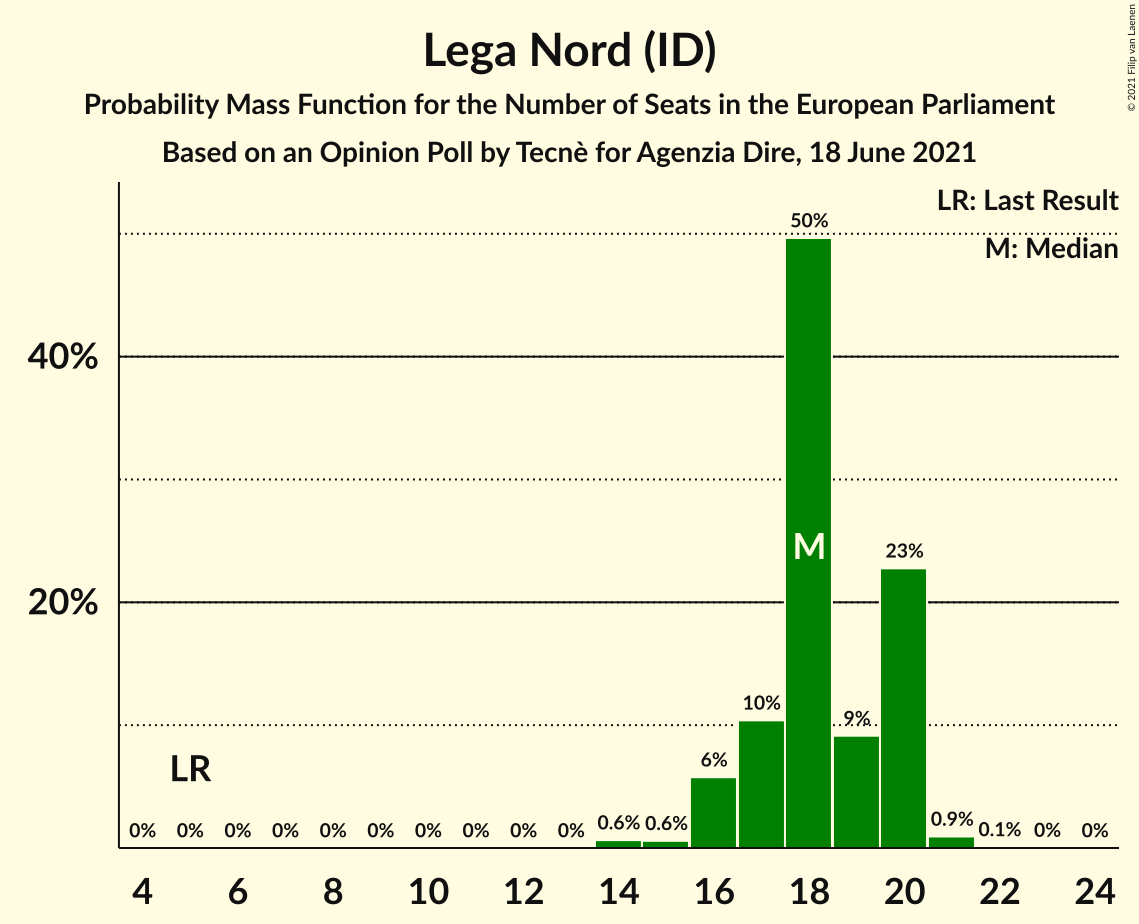 Lega Nord (ID)
Probability Mass Function for the Number of Seats in the European Parliament
Based on an Opinion Poll by Tecnè for Agenzia Dire, 18 June 2021
© 2021 Filip van Laenen
LR: Last Result
M: Median
50%
40%
M
23%
20%
10%
9%
6%
LR
0% 0% 0% 0% 0% 0% 0% 0% 0% 0% 0.6% 0.6% 0.9% 0.1% 0% 0%
4 6 8 10 12 14 16 18 20 22 24